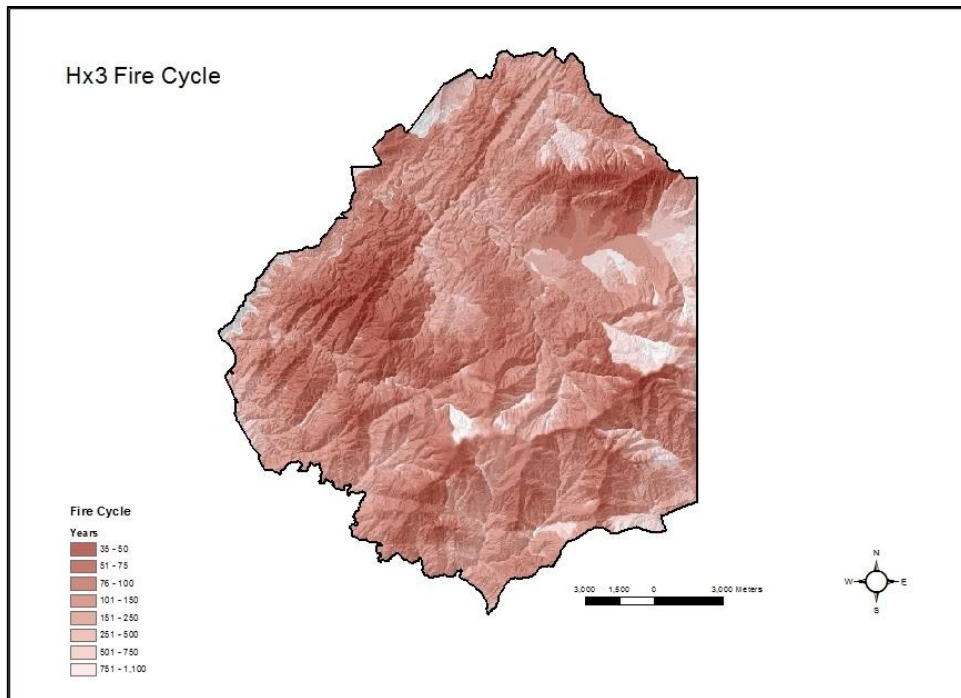 Hx3 Fire Cycle
Fire Cycle
Years
35 - 50
51 - 75
76 - 100
101 - 150
151 - 250
251 - 500
501 - 750
751 - 1,100
3,000 1,500 0 3,000 Meters
N
W E
S